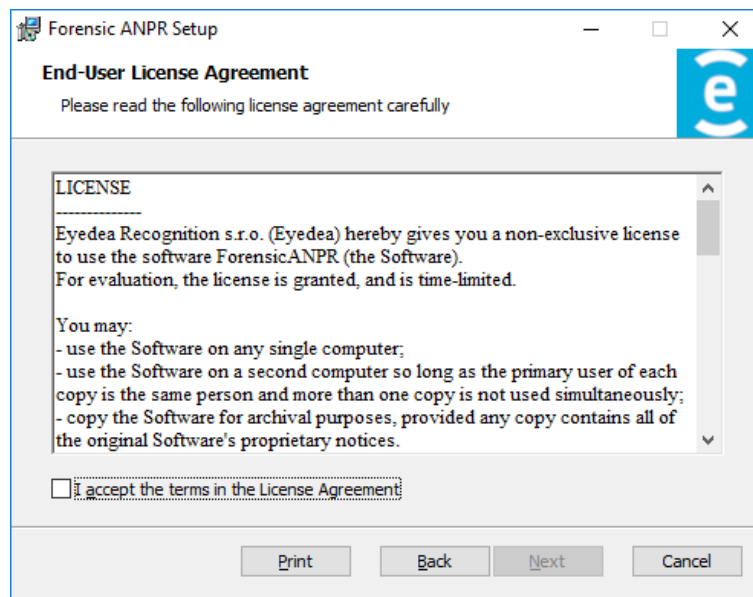 Forensic ANPR Setup
End-User License Agreement
Please read the following license agreement carefully
e
LICENSE
--------------
Eyedea Recognition s.r.o. (Eyedea) hereby gives you a non-exclusive license
to use the software ForensicANPR (the Software).
For evaluation, the license is granted, and is time-limited.
You may:
- use the Software on any single computer;
- use the Software on a second computer so long as the primary user of each
copy is the same person and more than one copy is not used simultaneously;
- copy the Software for archival purposes, provided any copy contains all of
the original Software's proprietary notices.
I accept the terms in the License Agreement
Print Back Next Cancel